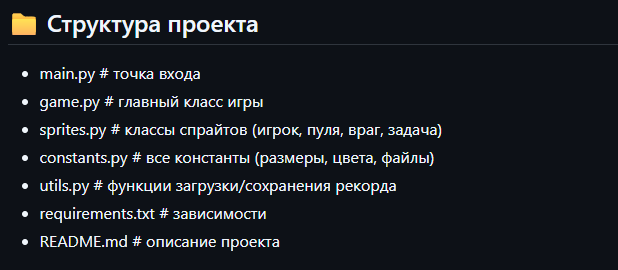 Структура проекта
main.py # точка входа
game.py # главный класс игры
sprites.py # классы спрайтов (игрок, пуля, враг, задача)
constants.py # все константы (размеры, цвета, файлы)
utils.py # функции загрузки/сохранения рекорда
requirements.txt # зависимости
README.md # описание проекта